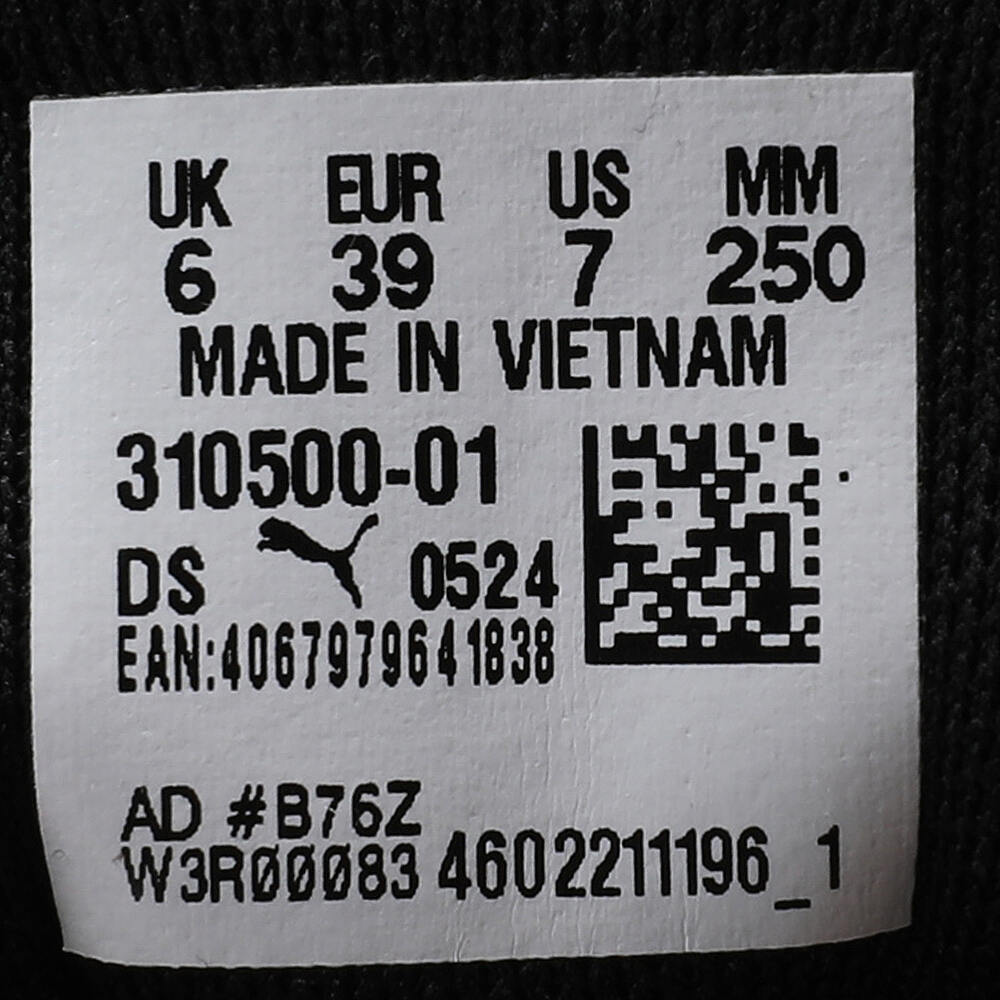 UK EUR US MM
6 39 7 250
MADE IN VIETNAM
310500-01
DS 0524
EAN:4067979641838
AD #B76Z
W3RØØØ83 4602211196_1